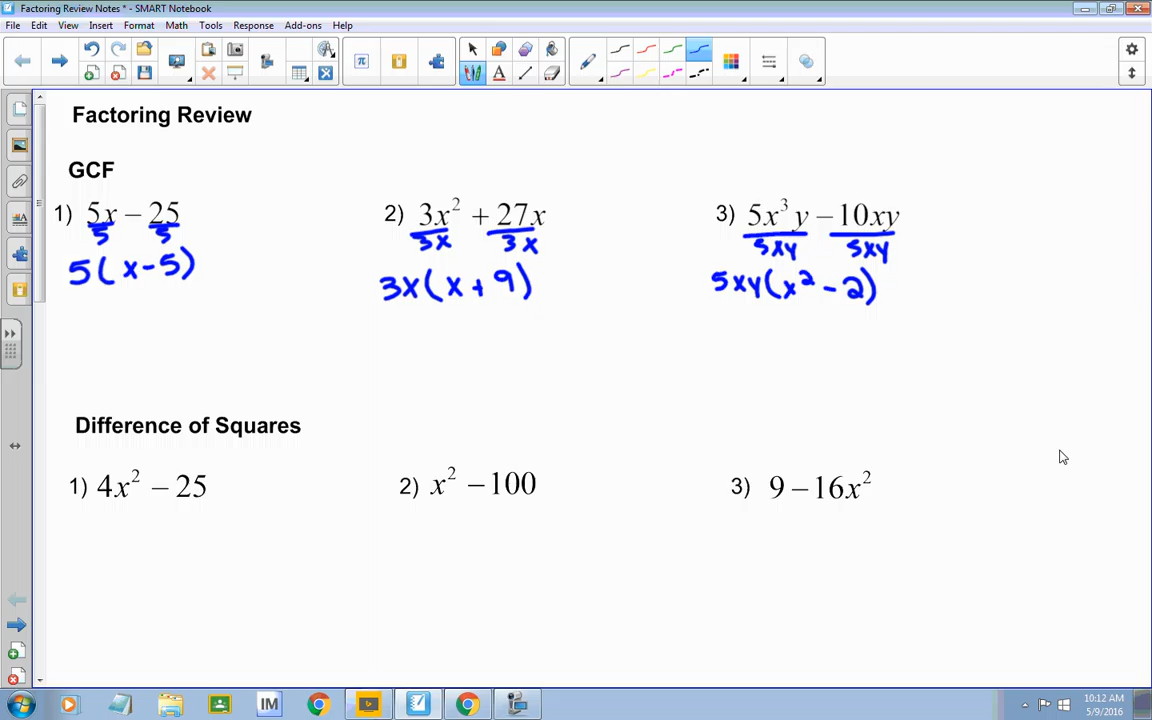 Factoring Review Notes * - SMART Notebook
File Edit View Insert Format Math Tools Response Add-ons Help
Factoring Review
GCF
1) 5x − 25 2) 3x² + 27x 3) 5x³y − 10xy
5 5 3x 3x 5xy 5xy
5(x-5) 3x(x+9) 5xy(x²-2)
Difference of Squares
1) 4x² − 25 2) x² − 100 3) 9 − 16x²
IM
10:12 AM
5/9/2016